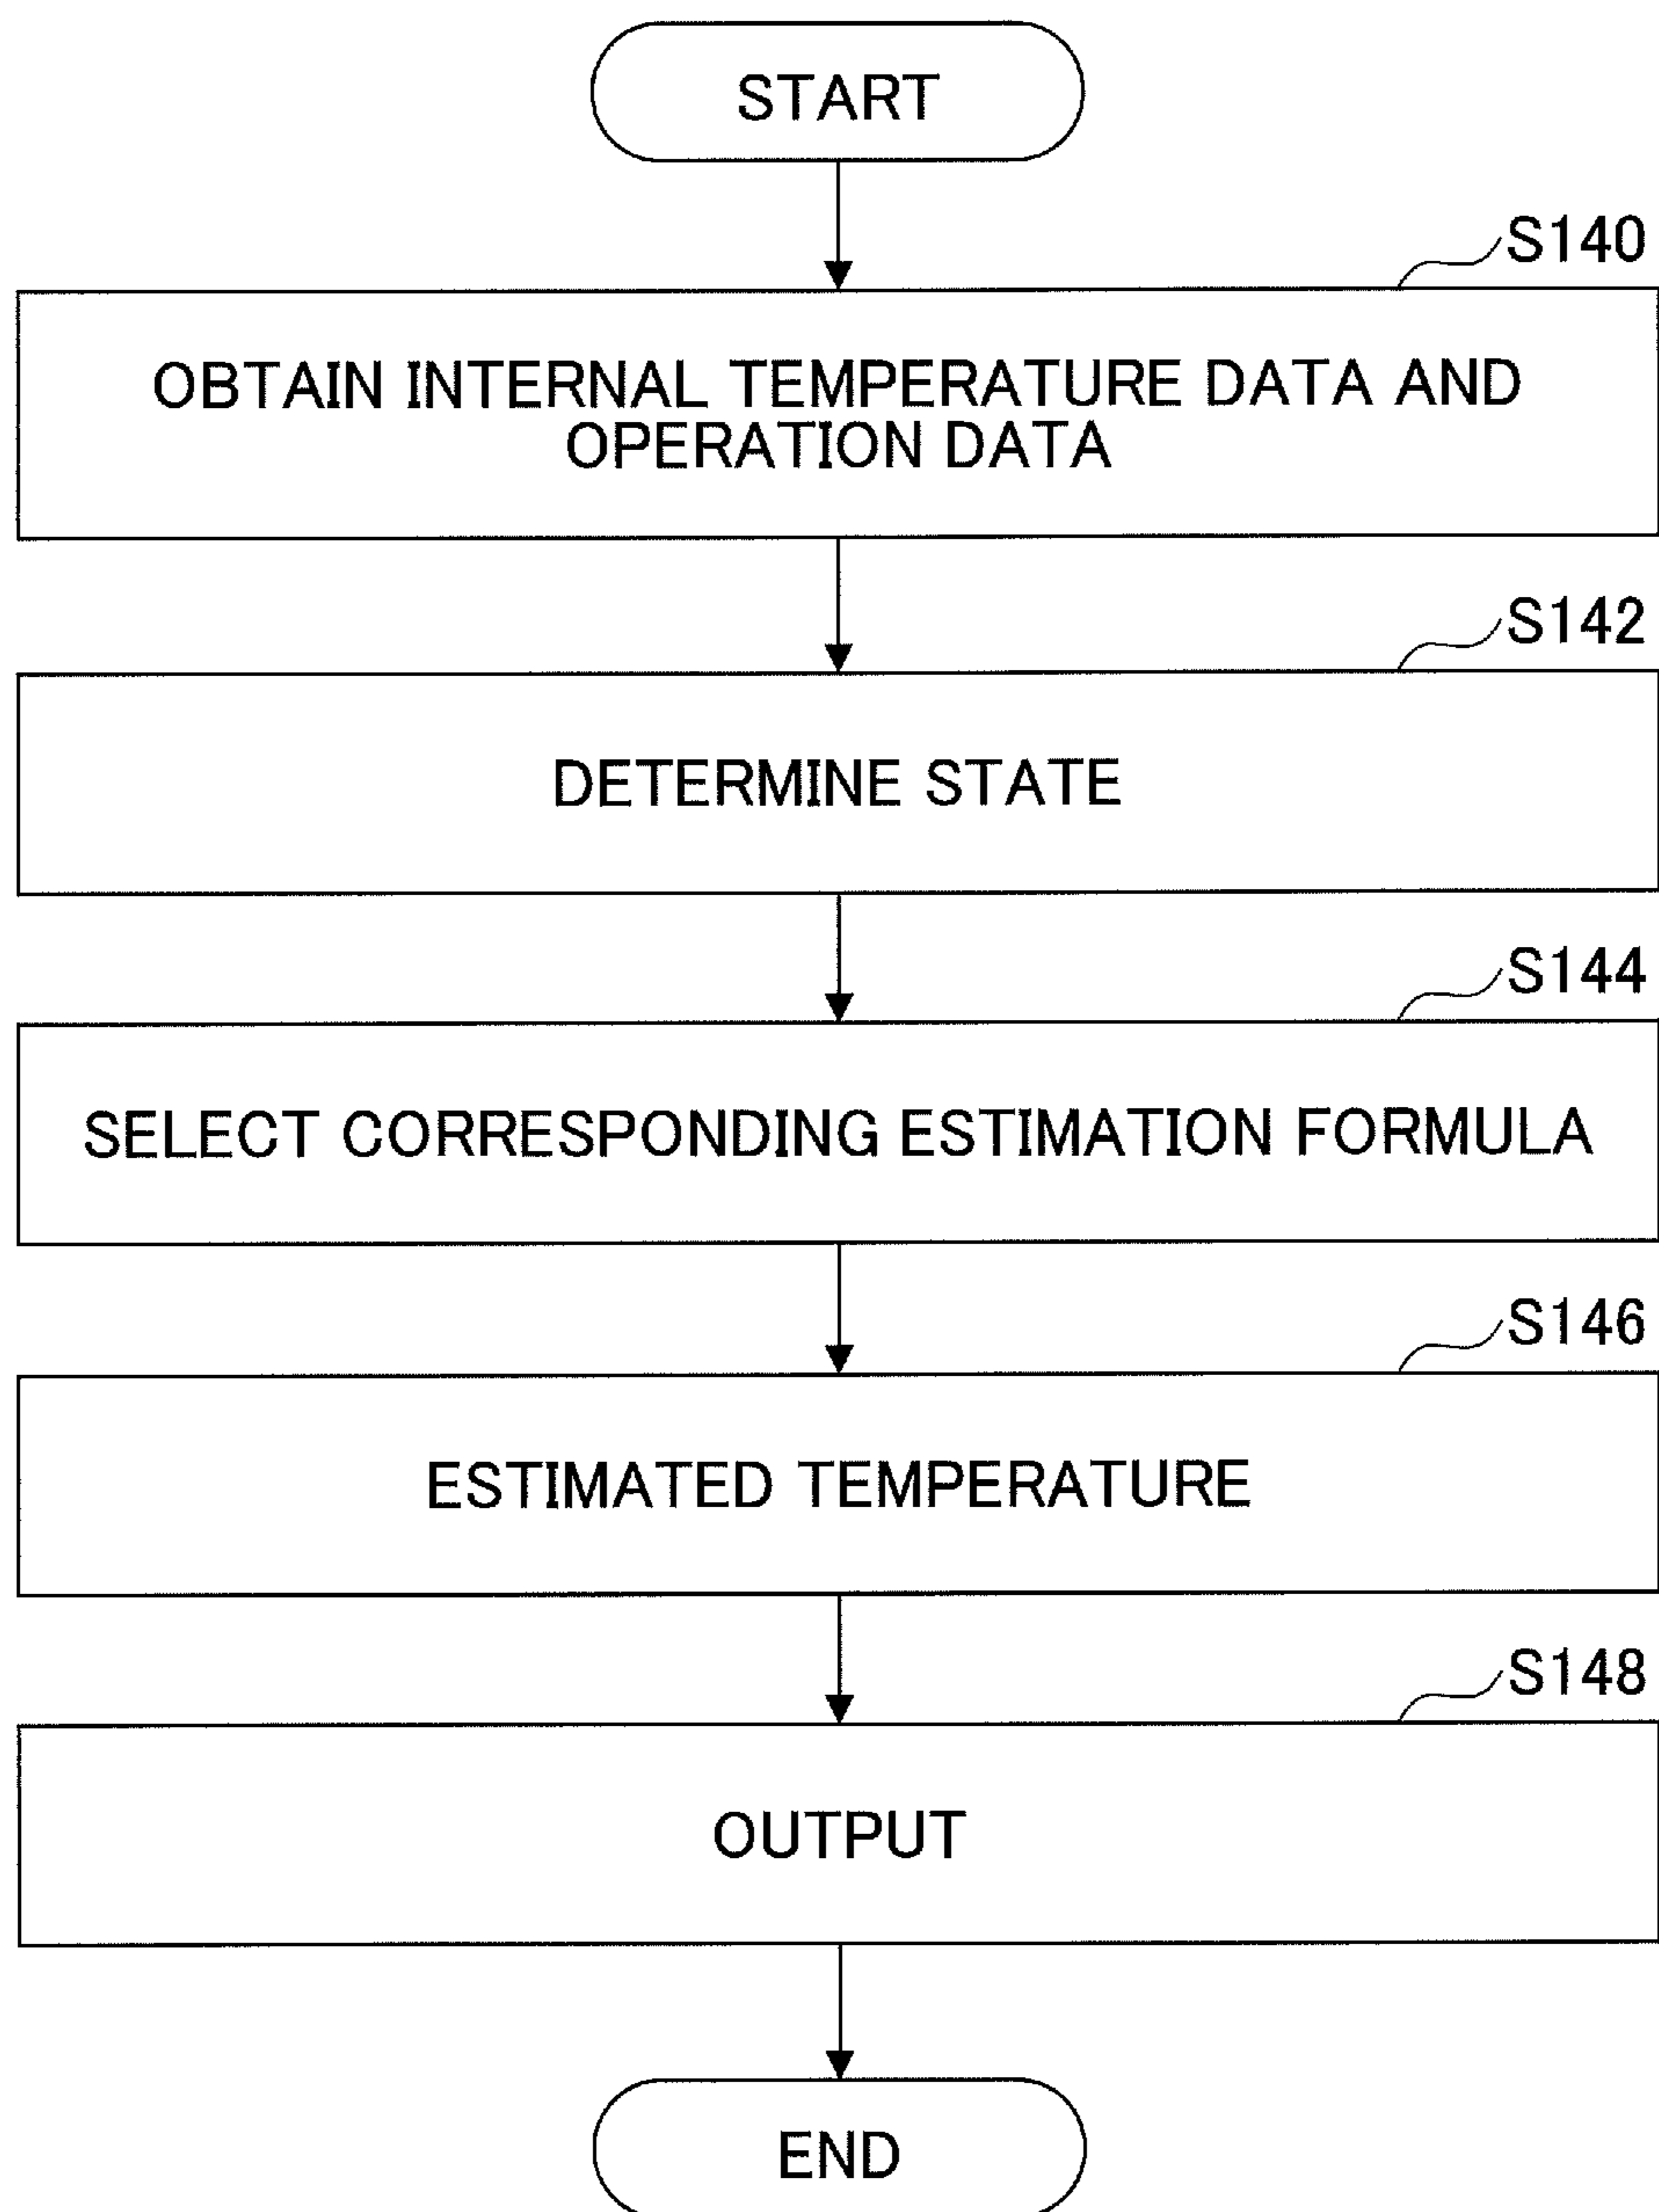 START
S140
OBTAIN INTERNAL TEMPERATURE DATA AND
OPERATION DATA
S142
DETERMINE STATE
S144
SELECT CORRESPONDING ESTIMATION FORMULA
S146
ESTIMATED TEMPERATURE
S148
OUTPUT
END